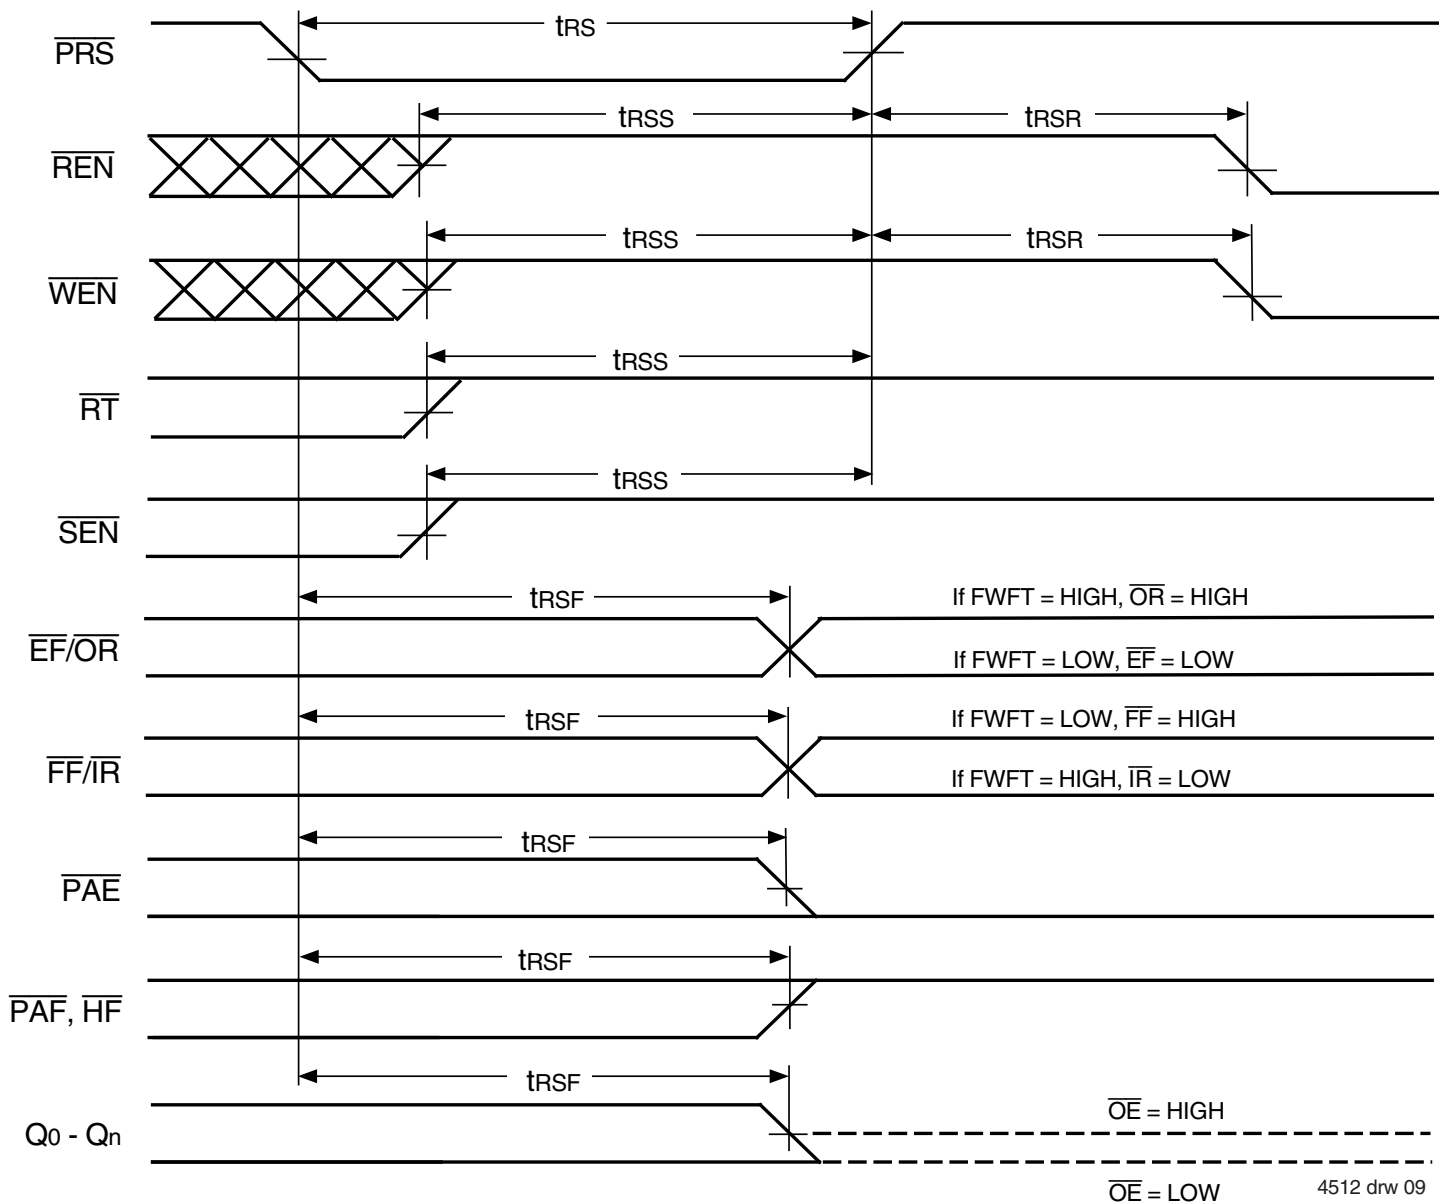 tRS
PRS
tRSS
tRSR
REN
tRSS
tRSR
WEN
tRSS
RT
tRSS
SEN
tRSF
If FWFT = HIGH, OR = HIGH
EF/OR
If FWFT = LOW, EF = LOW
tRSF
If FWFT = LOW, FF = HIGH
FF/IR
If FWFT = HIGH, IR = LOW
tRSF
PAE
tRSF
PAF, HF
tRSF
OE = HIGH
Q0 - Qn
OE = LOW
4512 drw 09